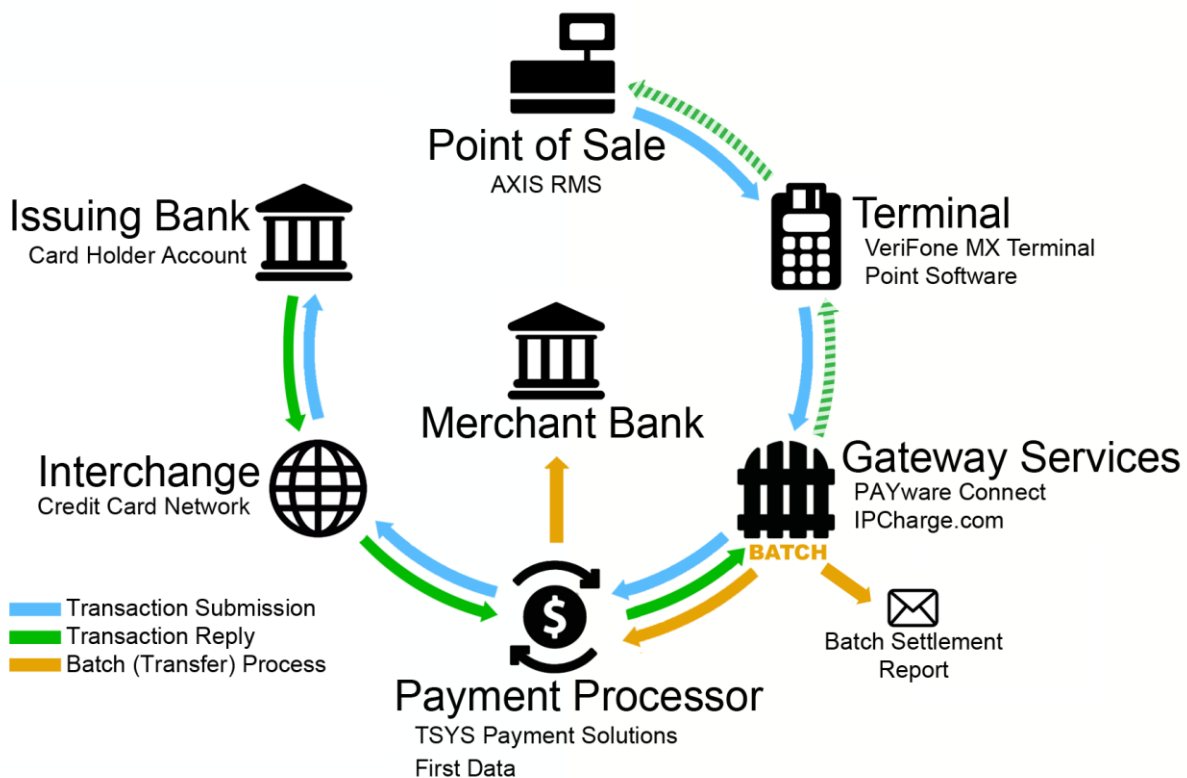 Point of Sale
AXIS RMS
Issuing Bank
Card Holder Account
Terminal
VeriFone MX Terminal
Point Software
Merchant Bank
Interchange
Credit Card Network
Gateway Services
PAYware Connect
IPCharge.com
BATCH
$
Transaction Submission
Transaction Reply
Batch (Transfer) Process
Batch Settlement
Report
Payment Processor
TSYS Payment Solutions
First Data